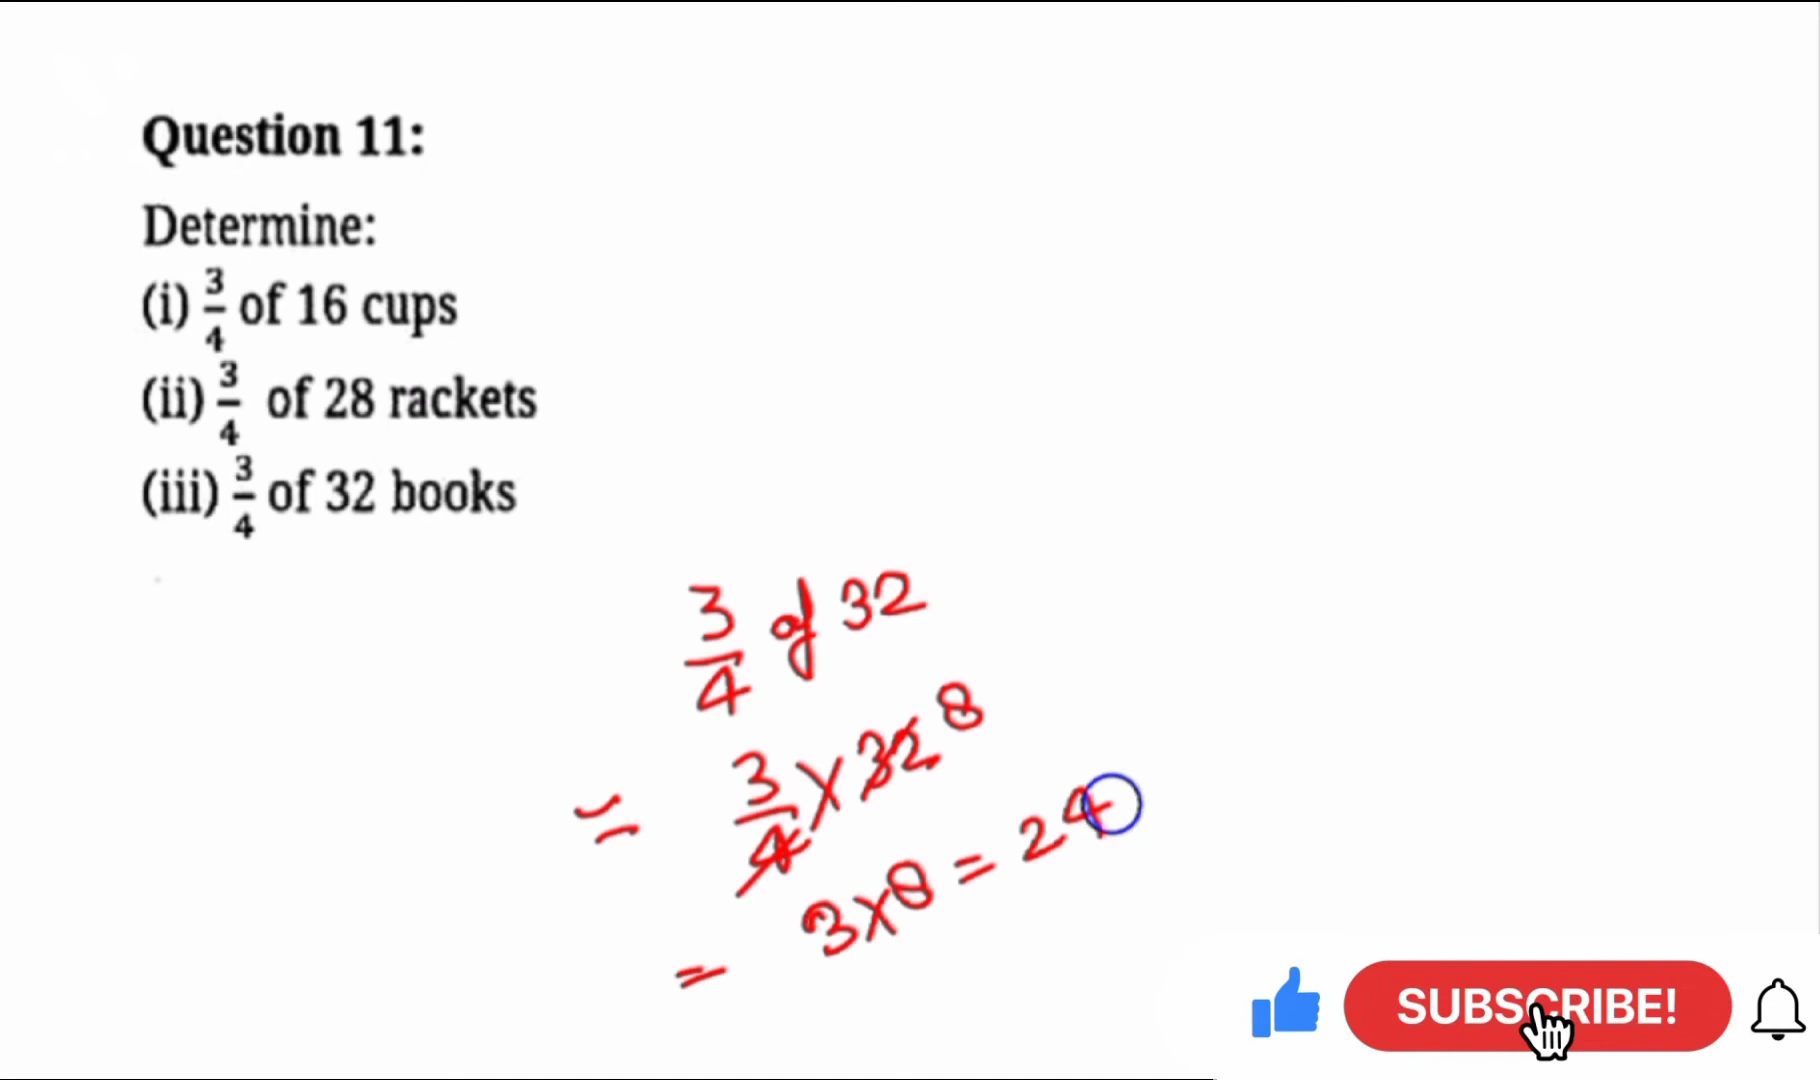 Question 11:
Determine:
(i) 3/4 of 16 cups
(ii) 3/4 of 28 rackets
(iii) 3/4 of 32 books
3/4 of 32
= 3/4 × 32 8
= 3×8 = 24
SUBSCRIBE!